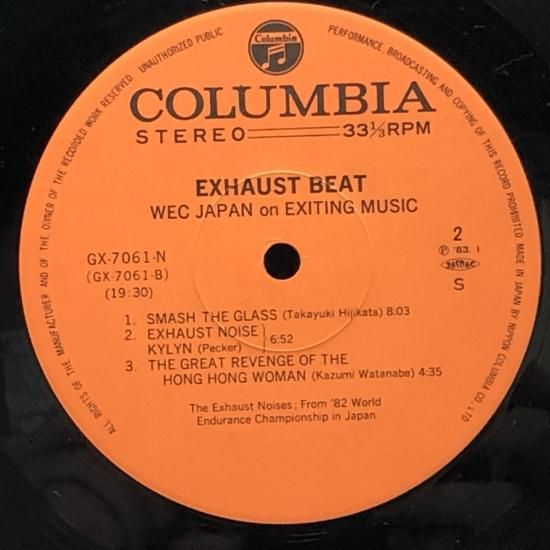 ALL RIGHTS OF THE MANUFACTURER AND OF THE OWNER OF THE RECORDED WORK RESERVED. UNAUTHORIZED PUBLIC PERFORMANCE, BROADCASTING AND COPYING OF THIS RECORD PROHIBITED MADE IN JAPAN BY NIPPON COLUMBIA CO., LTD
Columbia
COLUMBIA
STEREO 33⅓RPM
EXHAUST BEAT
WEC JAPAN on EXITING MUSIC
GX-7061-N
(GX-7061-B)
(19:30)
2
Ⓟ '83. 1
JASRAC
S
1. SMASH THE GLASS (Takayuki Hijikata) 8:03
2. EXHAUST NOISE
KYLYN (Pecker) 6:52
3. THE GREAT REVENGE OF THE
HONG HONG WOMAN (Kazumi Watanabe) 4:35
The Exhaust Noises; From '82 World
Endurance Championship in Japan